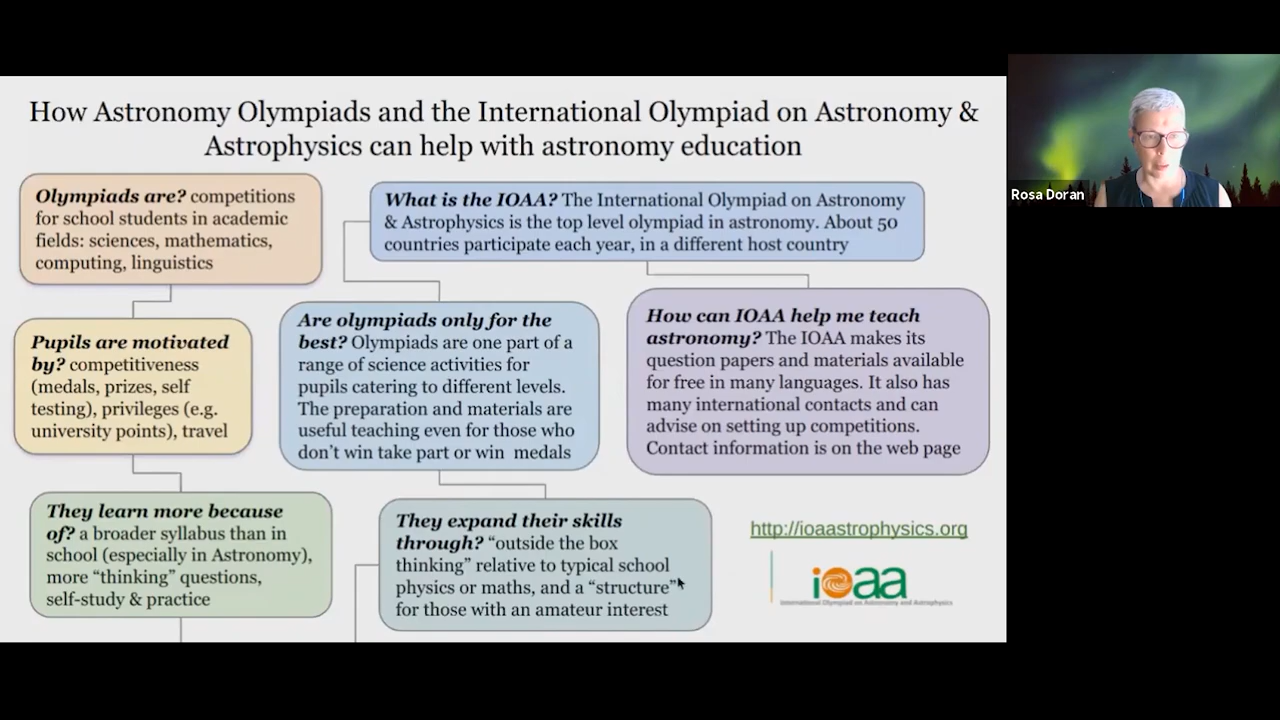 How Astronomy Olympiads and the International Olympiad on Astronomy &
Astrophysics can help with astronomy education
Olympiads are? competitions
for school students in academic
fields: sciences, mathematics,
computing, linguistics
What is the IOAA? The International Olympiad on Astronomy
& Astrophysics is the top level olympiad in astronomy. About 50
countries participate each year, in a different host country
Pupils are motivated
by? competitiveness
(medals, prizes, self
testing), privileges (e.g.
university points), travel
Are olympiads only for the
best? Olympiads are one part of a
range of science activities for
pupils catering to different levels.
The preparation and materials are
useful teaching even for those who
don't win take part or win medals
How can IOAA help me teach
astronomy? The IOAA makes its
question papers and materials available
for free in many languages. It also has
many international contacts and can
advise on setting up competitions.
Contact information is on the web page
They learn more because
of? a broader syllabus than in
school (especially in Astronomy),
more “thinking” questions,
self-study & practice
They expand their skills
through? “outside the box
thinking” relative to typical school
physics or maths, and a “structure”
for those with an amateur interest
http://ioaastrophysics.org
ioaa
International Olympiad on Astronomy and Astrophysics
Rosa Doran